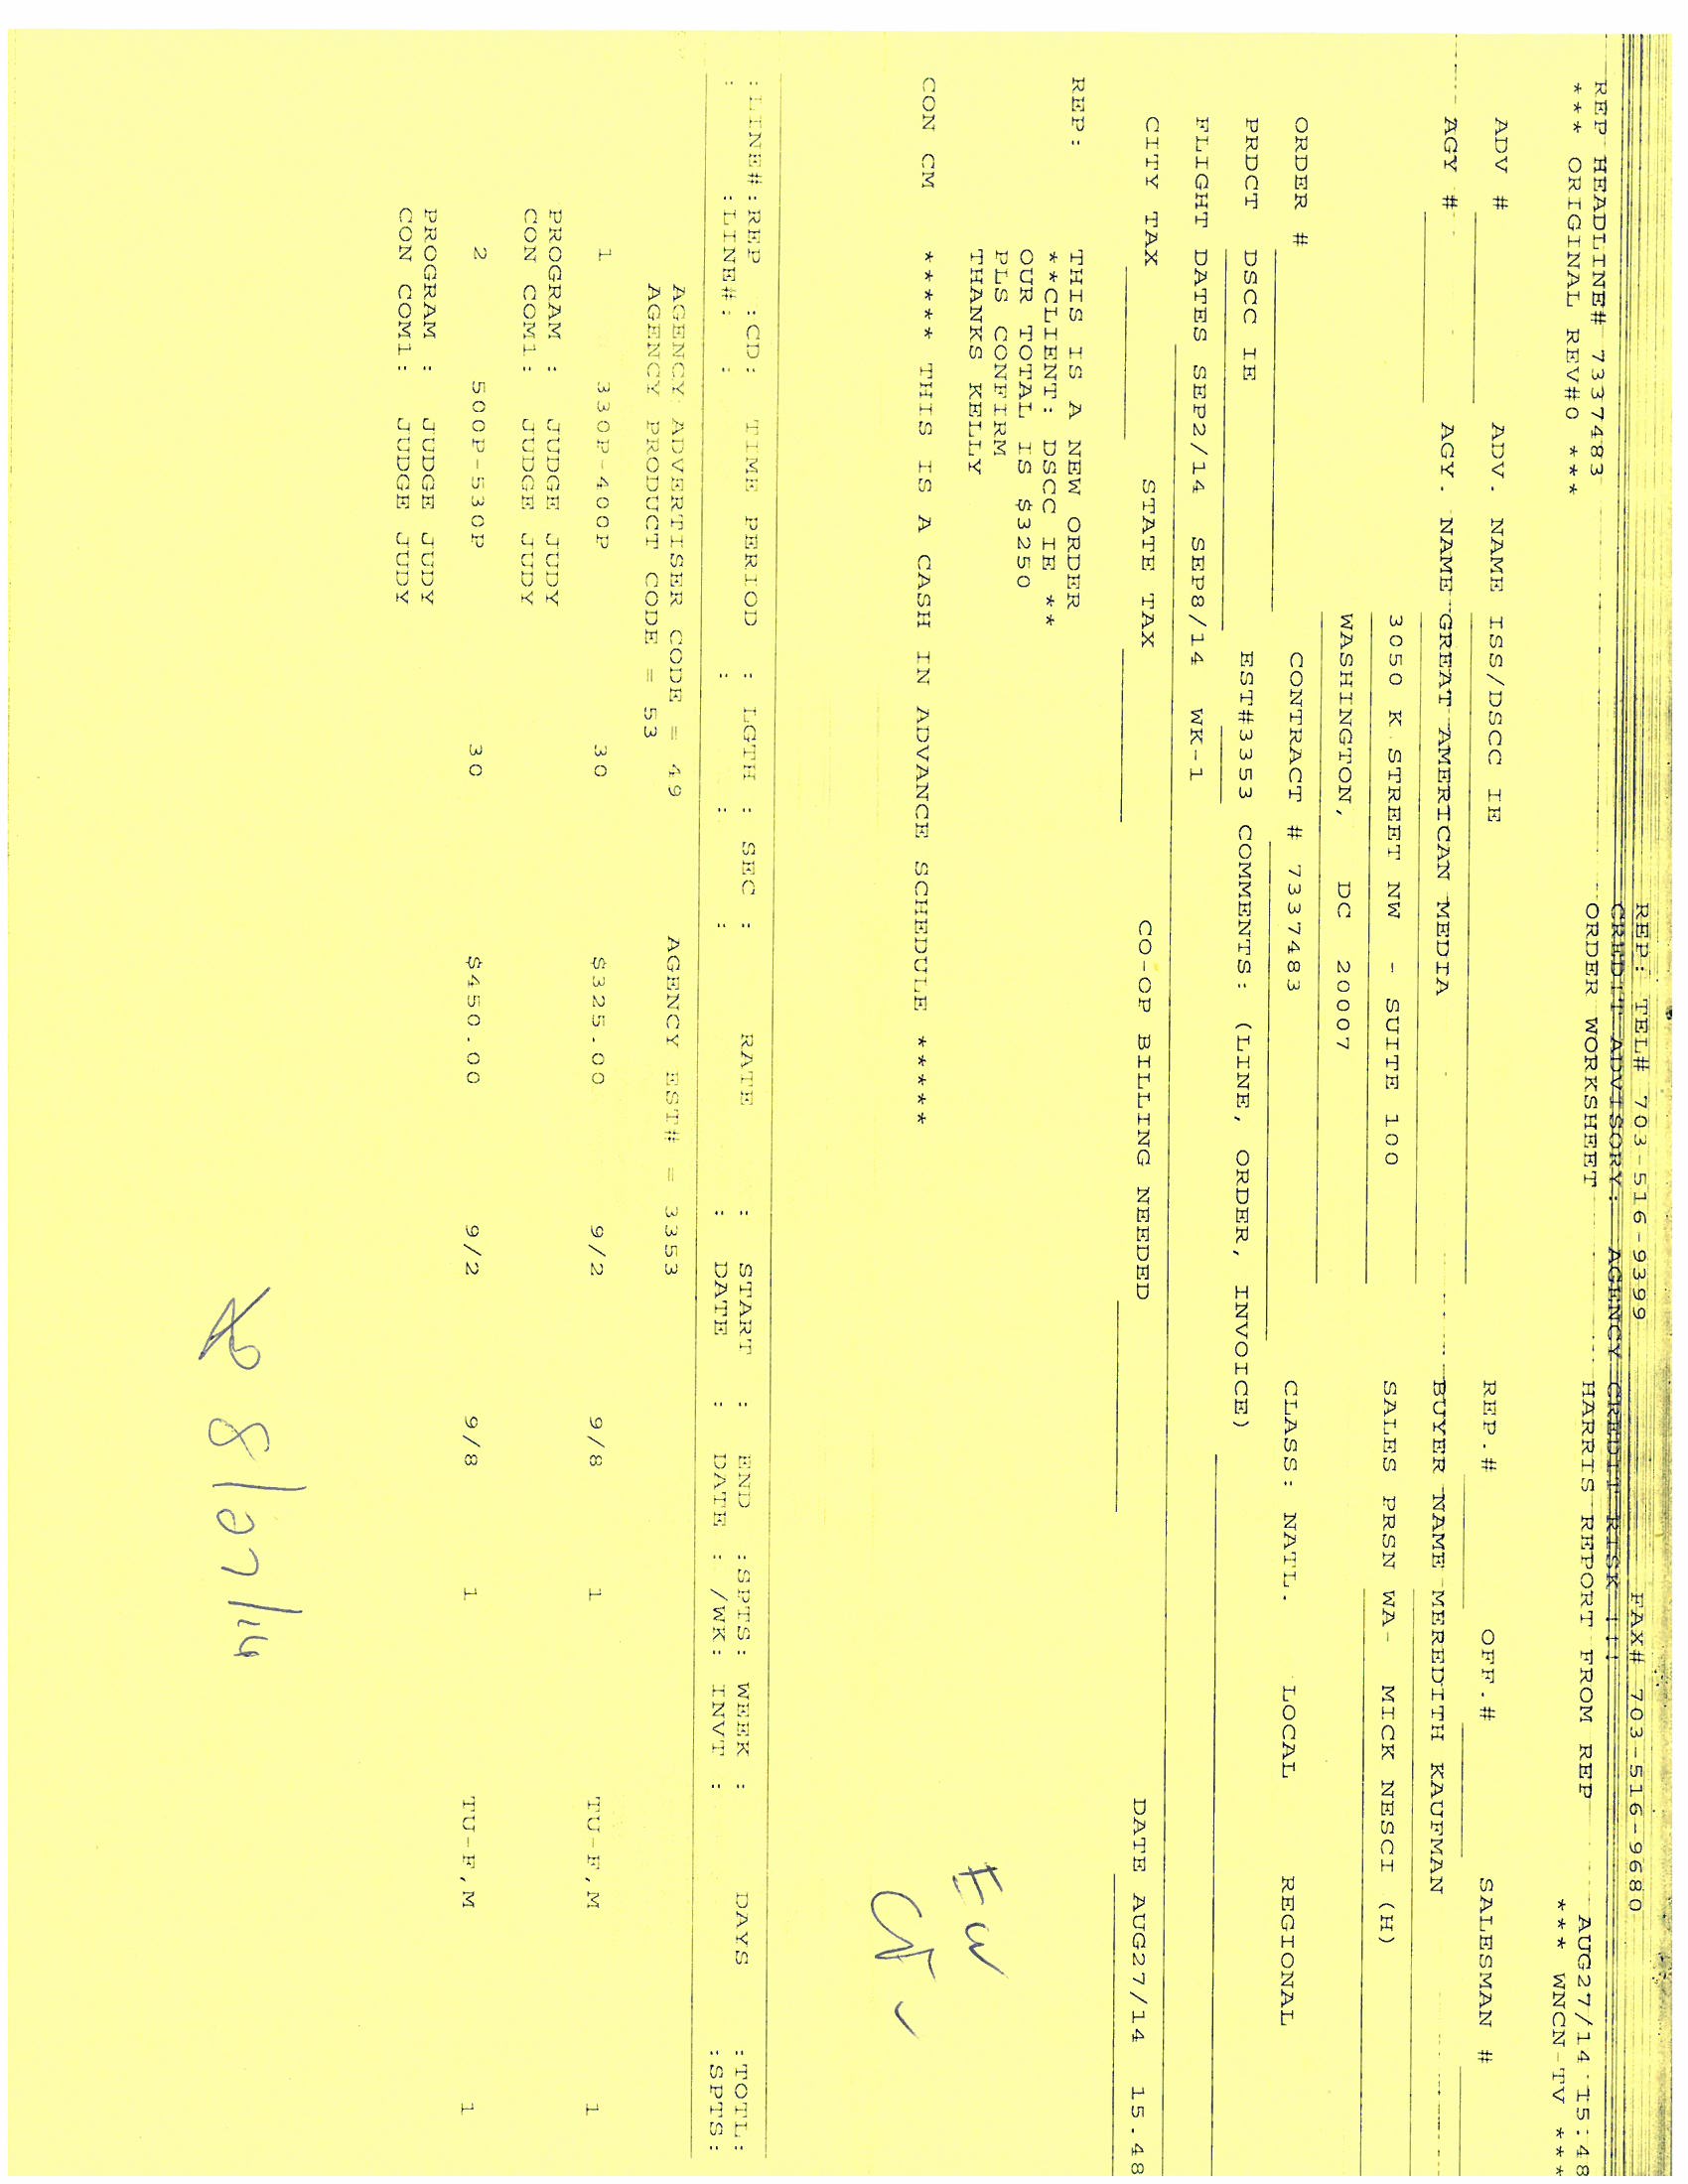 REP: TEL# 703-516-9399 FAX# 703-516-9680
CREDIT ADVISORY: AGENCY CREDIT RISK !!!
REP HEADLINE# 7337483 ORDER WORKSHEET HARRIS REPORT FROM REP AUG27/14 15:48
*** ORIGINAL REV#0 *** *** WNCN-TV ***
ADV # ADV. NAME ISS/DSCC IE REP.# OFF.# SALESMAN #
AGY # AGY. NAME GREAT AMERICAN MEDIA BUYER NAME MEREDITH KAUFMAN
3050 K STREET NW - SUITE 100 SALES PRSN WA- MICK NESCI (H)
WASHINGTON, DC 20007
ORDER # CONTRACT # 7337483 CLASS: NATL. LOCAL REGIONAL
PRDCT DSCC IE EST#3353 COMMENTS: (LINE, ORDER, INVOICE)
FLIGHT DATES SEP2/14 SEP8/14 WK-1
CITY TAX STATE TAX CO-OP BILLING NEEDED DATE AUG27/14 15.48
REP: THIS IS A NEW ORDER
**CLIENT: DSCC IE **
OUR TOTAL IS $3250
PLS CONFIRM
THANKS KELLY
EW
CON CM ***** THIS IS A CASH IN ADVANCE SCHEDULE *****
:LINE#:REP :CD: TIME PERIOD : LGTH : SEC : RATE : START : END :SPTS: WEEK : DAYS :TOTL:
: :LINE#: : : : : : DATE : DATE : /WK: INVT : :SPTS:
AGENCY ADVERTISER CODE = 49 AGENCY EST# = 3353
AGENCY PRODUCT CODE = 53
1 330P-400P 30 $325.00 9/2 9/8 1 TU-F,M 1
PROGRAM : JUDGE JUDY
CON COM1: JUDGE JUDY
2 500P-530P 30 $450.00 9/2 9/8 1 TU-F,M 1
PROGRAM : JUDGE JUDY
CON COM1: JUDGE JUDY
8/27/14